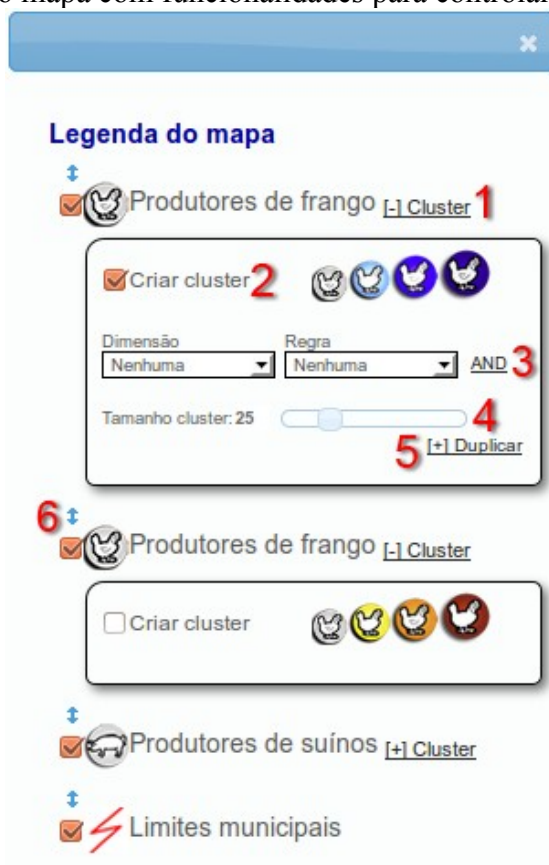 o mapa com funcionalidades para controlar
Legenda do mapa
Produtores de frango [-] Cluster 1
Criar cluster 2
Dimensão Regra
Nenhuma Nenhuma AND 3
Tamanho cluster: 25 4
5 [+] Duplicar
6
Produtores de frango [-] Cluster
Criar cluster
Produtores de suínos [+] Cluster
Limites municipais